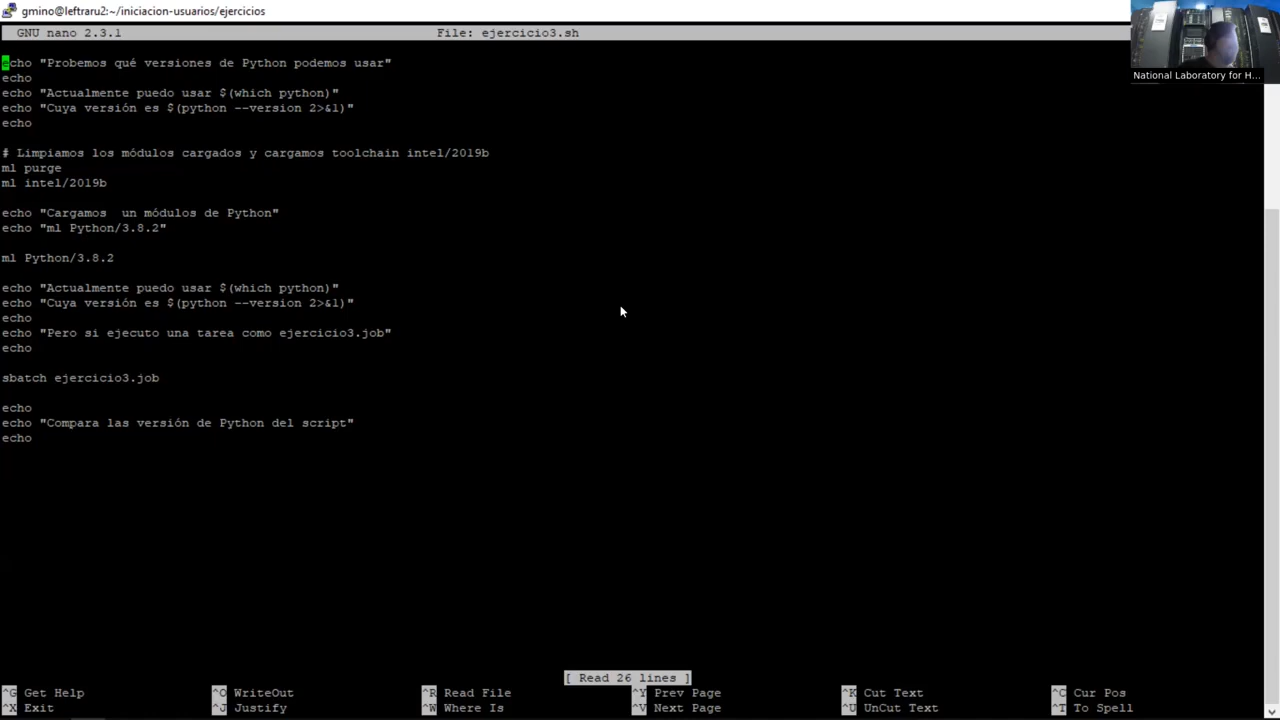 gmino@leftraru2:~/iniciacion-usuarios/ejercicios
GNU nano 2.3.1 File: ejercicio3.sh
National Laboratory for H...
echo "Probemos qué versiones de Python podemos usar"
echo
echo "Actualmente puedo usar $(which python)"
echo "Cuya versión es $(python --version 2>&1)"
echo
# Limpiamos los módulos cargados y cargamos toolchain intel/2019b
ml purge
ml intel/2019b
echo "Cargamos  un módulos de Python"
echo "ml Python/3.8.2"
ml Python/3.8.2
echo "Actualmente puedo usar $(which python)"
echo "Cuya versión es $(python --version 2>&1)"
echo
echo "Pero si ejecuto una tarea como ejercicio3.job"
echo
sbatch ejercicio3.job
echo
echo "Compara las versión de Python del script"
echo
[ Read 26 lines ]
^G Get Help ^O WriteOut ^R Read File ^Y Prev Page ^K Cut Text ^C Cur Pos
^X Exit ^J Justify ^W Where Is ^V Next Page ^U UnCut Text ^T To Spell